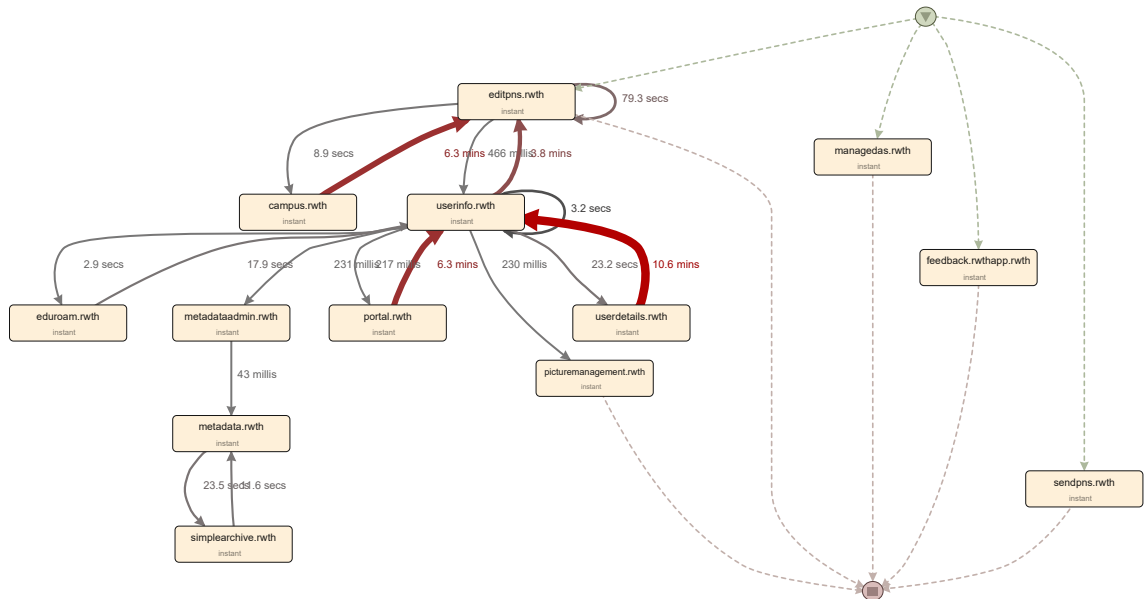 editpns.rwth
instant
79.3 secs
managedas.rwth
instant
8.9 secs
6.3 mins
466 millis
3.8 mins
campus.rwth
instant
userinfo.rwth
instant
3.2 secs
feedback.rwthapp.rwth
instant
2.9 secs
17.9 secs
231 millis
217 millis
6.3 mins
230 millis
23.2 secs
10.6 mins
eduroam.rwth
instant
metadataadmin.rwth
instant
portal.rwth
instant
userdetails.rwth
instant
43 millis
picturemanagement.rwth
instant
metadata.rwth
instant
23.5 secs
sendpns.rwth
instant
simplearchive.rwth
instant